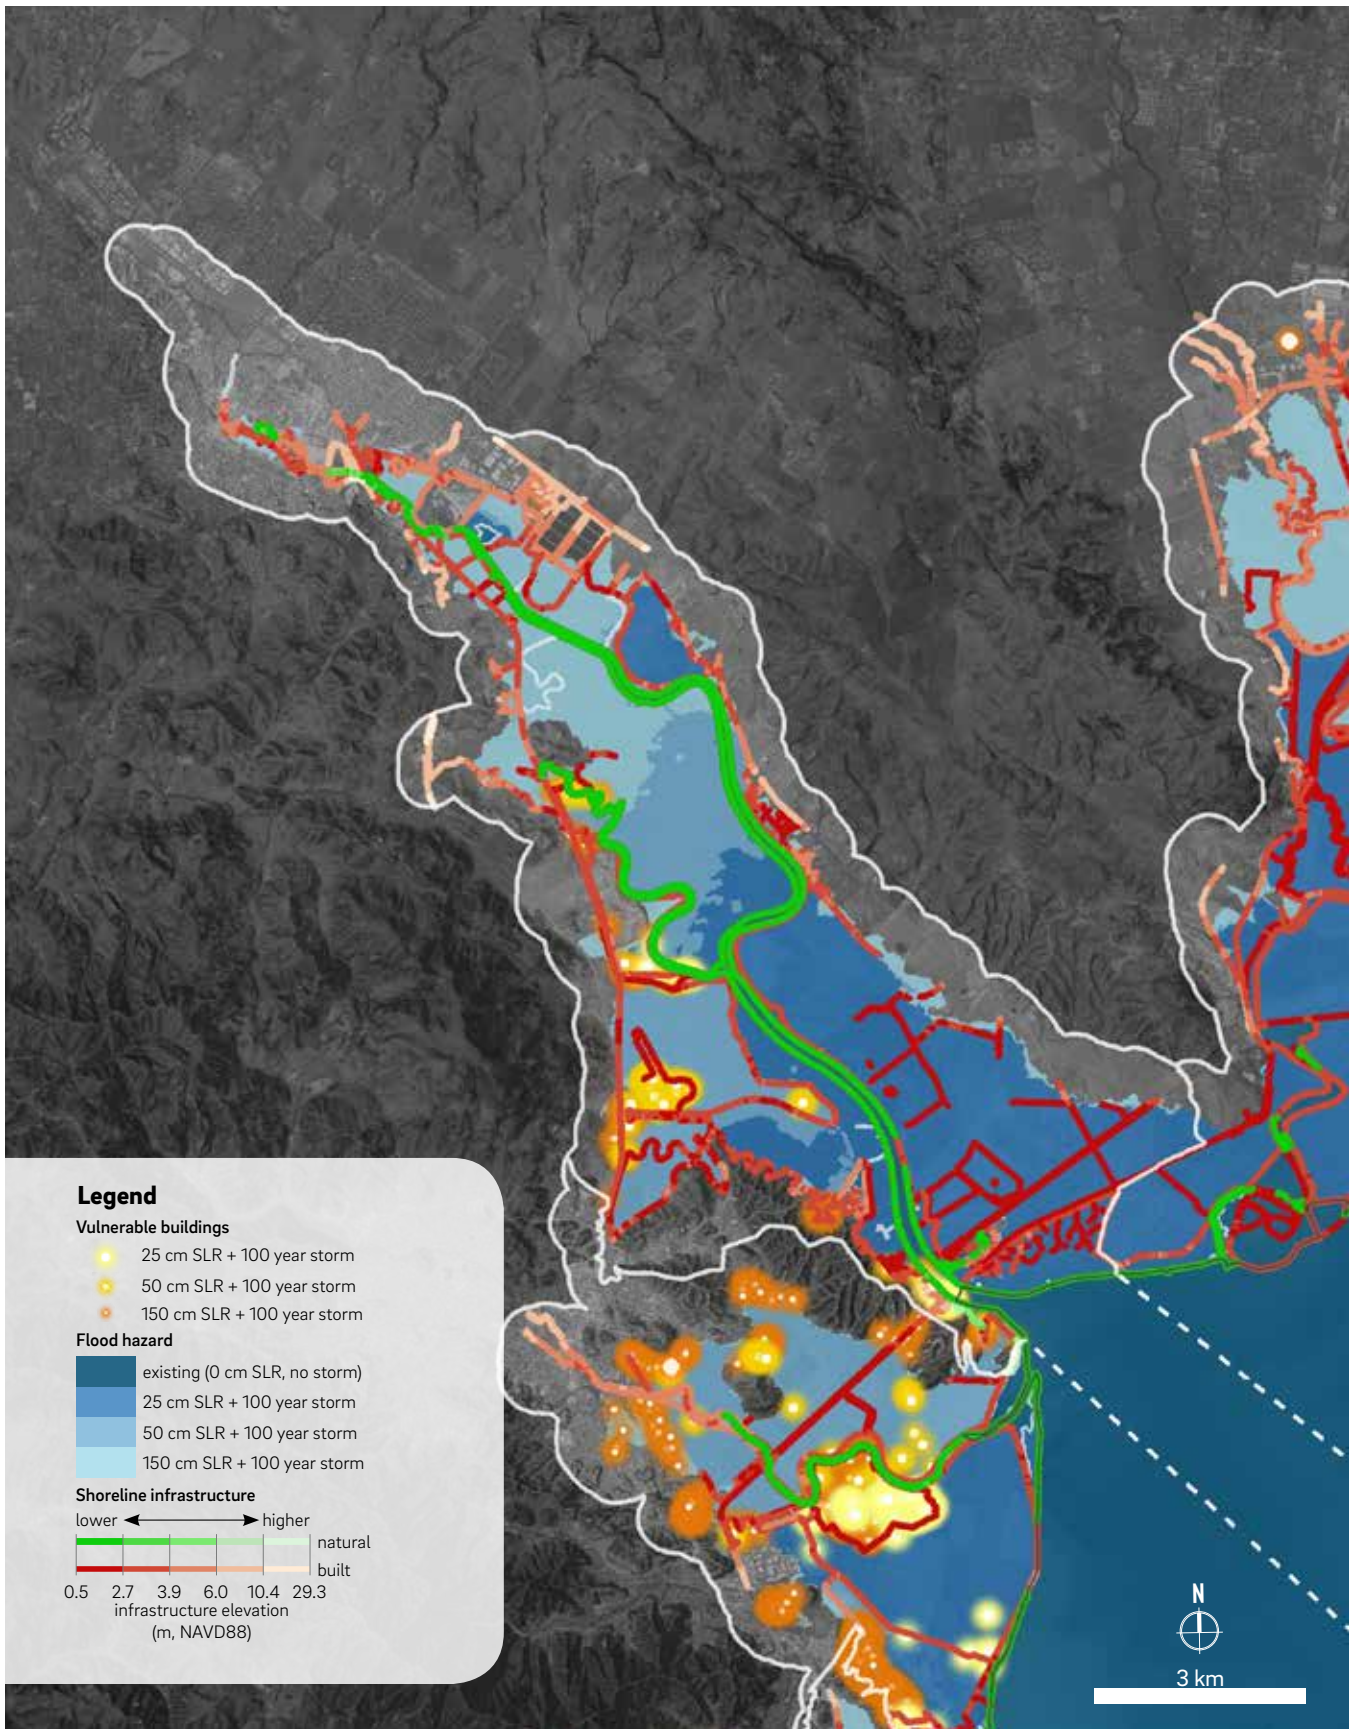 Legend
Vulnerable buildings
25 cm SLR + 100 year storm
50 cm SLR + 100 year storm
150 cm SLR + 100 year storm
Flood hazard
existing (0 cm SLR, no storm)
25 cm SLR + 100 year storm
50 cm SLR + 100 year storm
150 cm SLR + 100 year storm
Shoreline infrastructure
lower higher
natural
built
0.5 2.7 3.9 6.0 10.4 29.3
infrastructure elevation
(m, NAVD88)
N
3 km